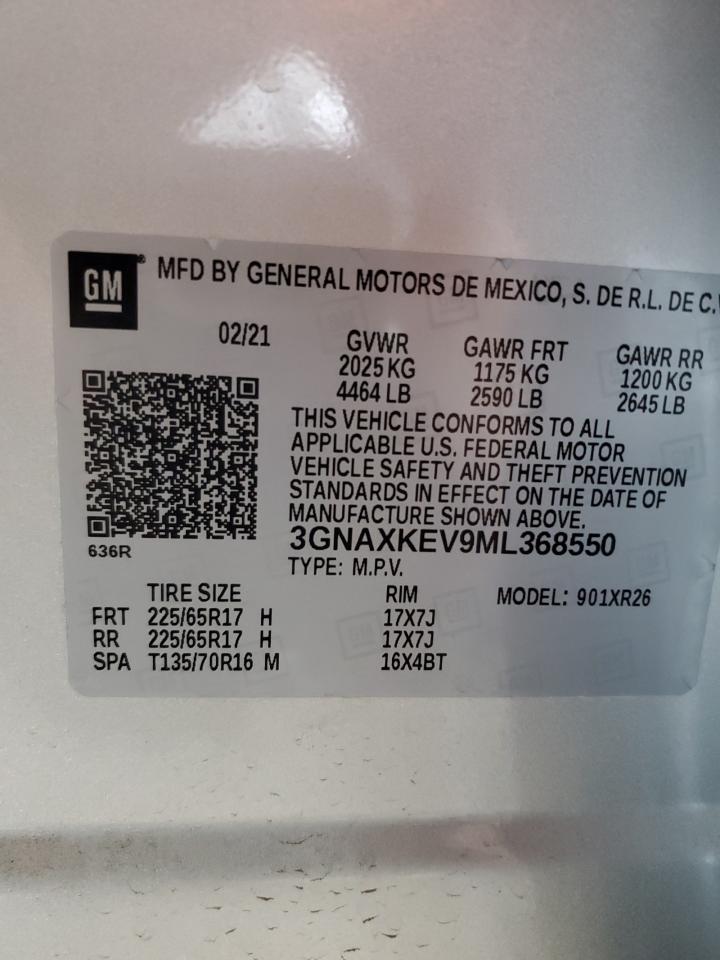 GM® MFD BY GENERAL MOTORS DE MEXICO, S. DE R.L. DE C.
02/21 GVWR GAWR FRT GAWR RR
2025 KG 1175 KG 1200 KG
4464 LB 2590 LB 2645 LB
THIS VEHICLE CONFORMS TO ALL
APPLICABLE U.S. FEDERAL MOTOR
VEHICLE SAFETY AND THEFT PREVENTION
STANDARDS IN EFFECT ON THE DATE OF
MANUFACTURE SHOWN ABOVE.
3GNAXKEV9ML368550
636R
TYPE: M.P.V.
TIRE SIZE RIM MODEL: 901XR26
FRT 225/65R17 H 17X7J
RR 225/65R17 H 17X7J
SPA T135/70R16 M 16X4BT